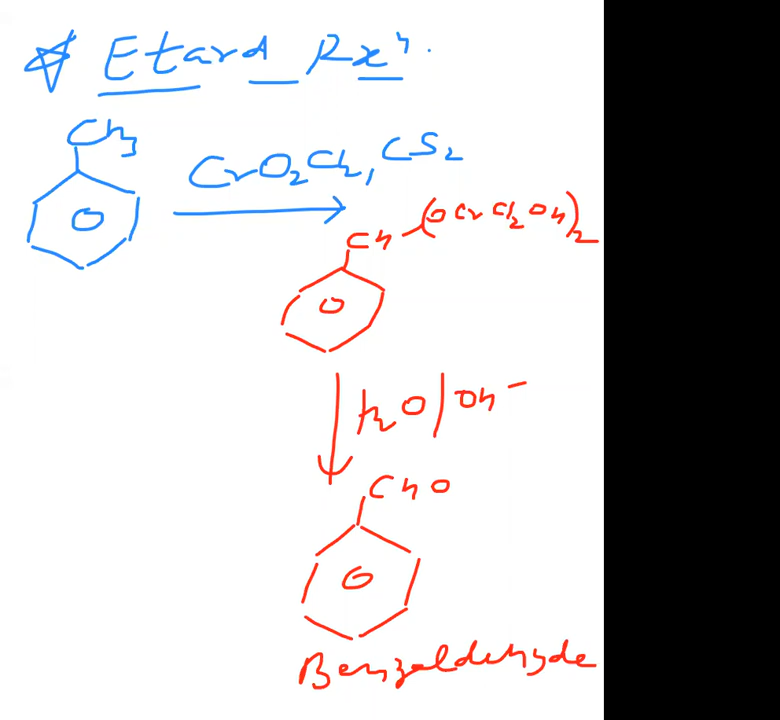 Etard Rxⁿ.
CH3
CrO2Cl2, CS2
CH-(OCrCl2OH)2
H2O/OH⁻
CHO
Benzaldehyde